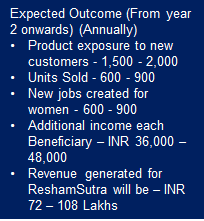 Expected Outcome (From year
2 onwards) (Annually)
• Product exposure to new
customers - 1,500 - 2,000
• Units Sold - 600 - 900
• New jobs created for
women - 600 - 900
• Additional income each
Beneficiary – INR 36,000 –
48,000
• Revenue generated for
ReshamSutra will be – INR
72 – 108 Lakhs